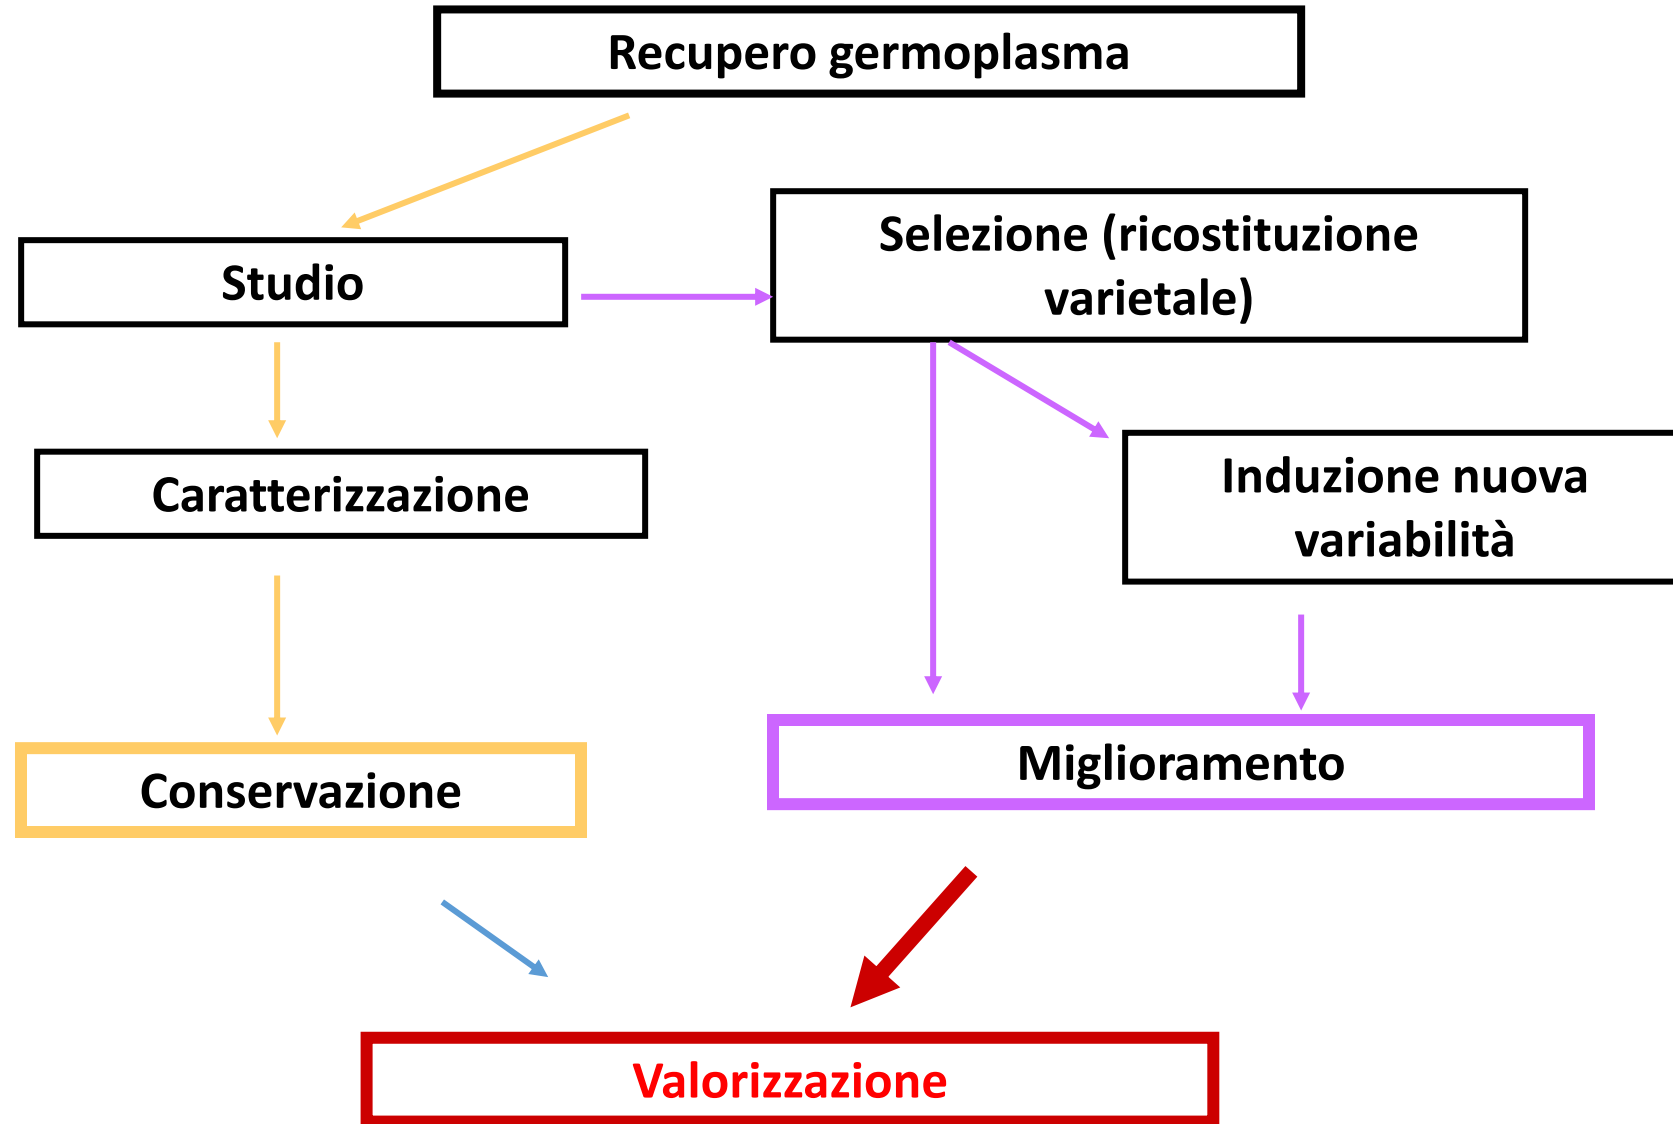 Recupero germoplasma
Studio
Selezione (ricostituzione
varietale)
Caratterizzazione
Induzione nuova
variabilità
Conservazione
Miglioramento
Valorizzazione